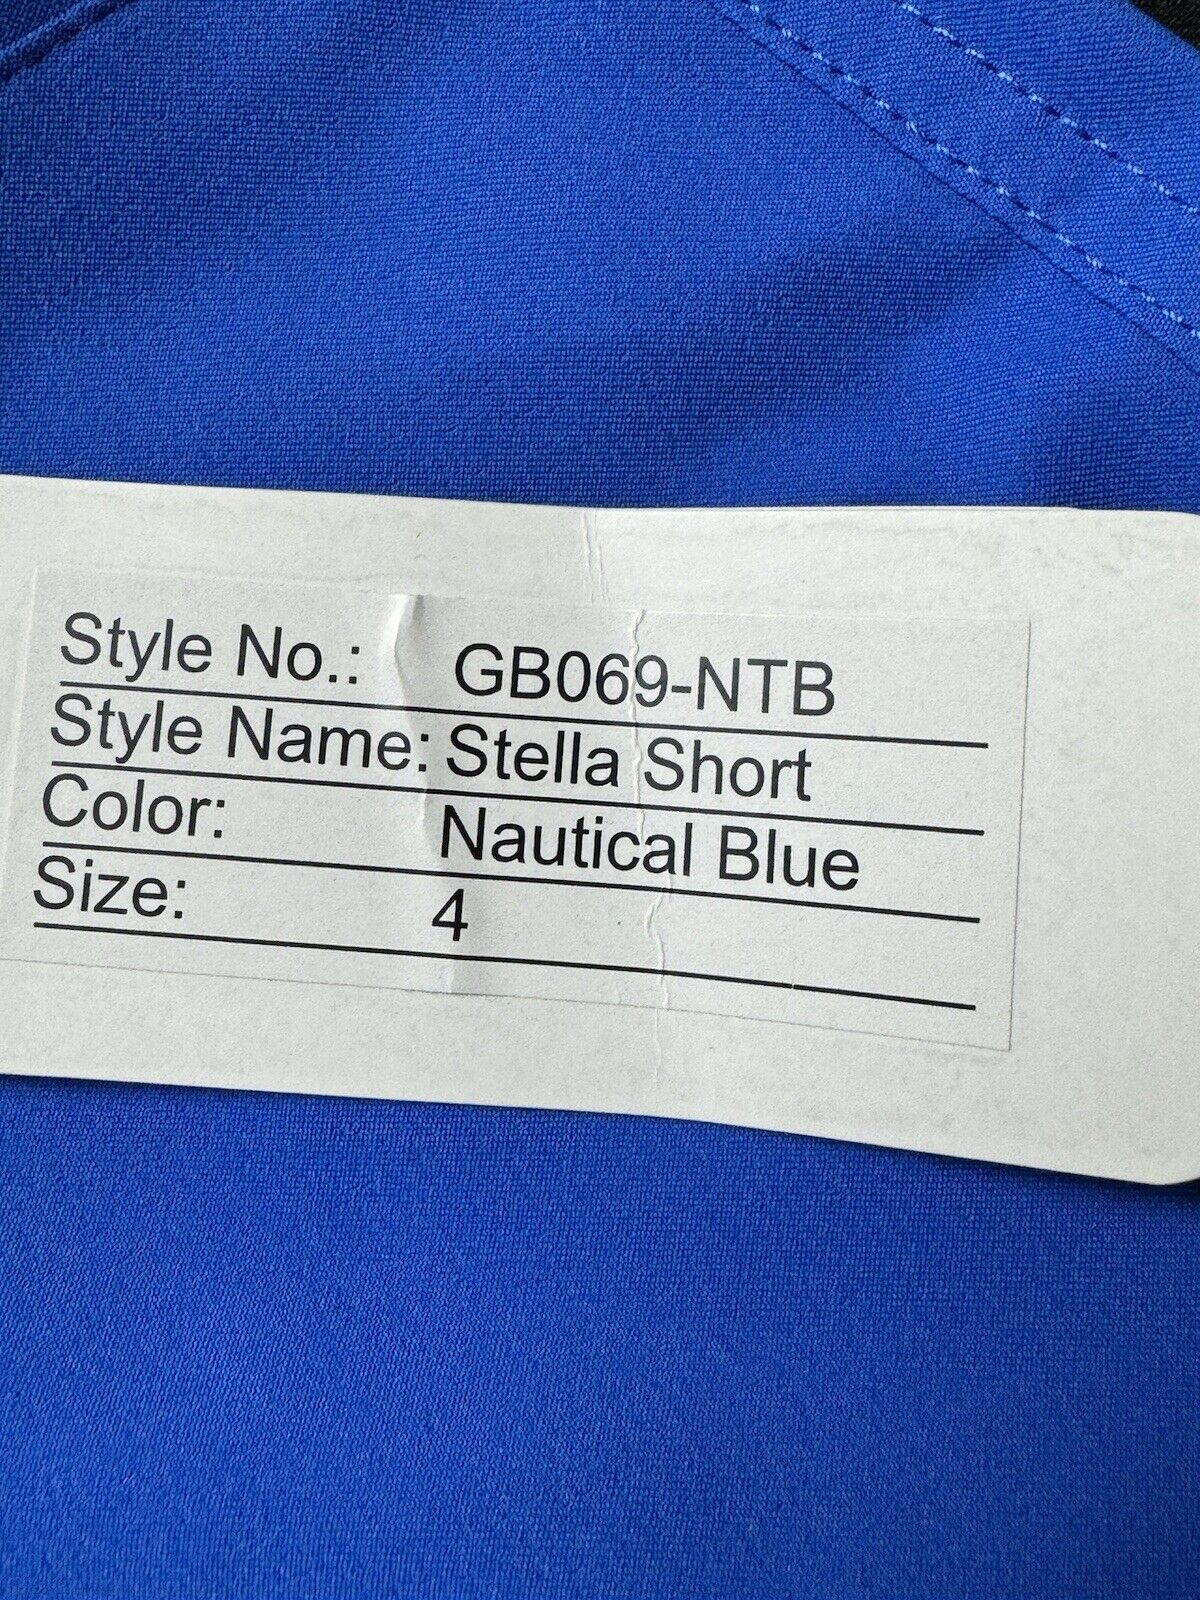 Style No.: GB069-NTB
Style Name: Stella Short
Color: Nautical Blue
Size: 4